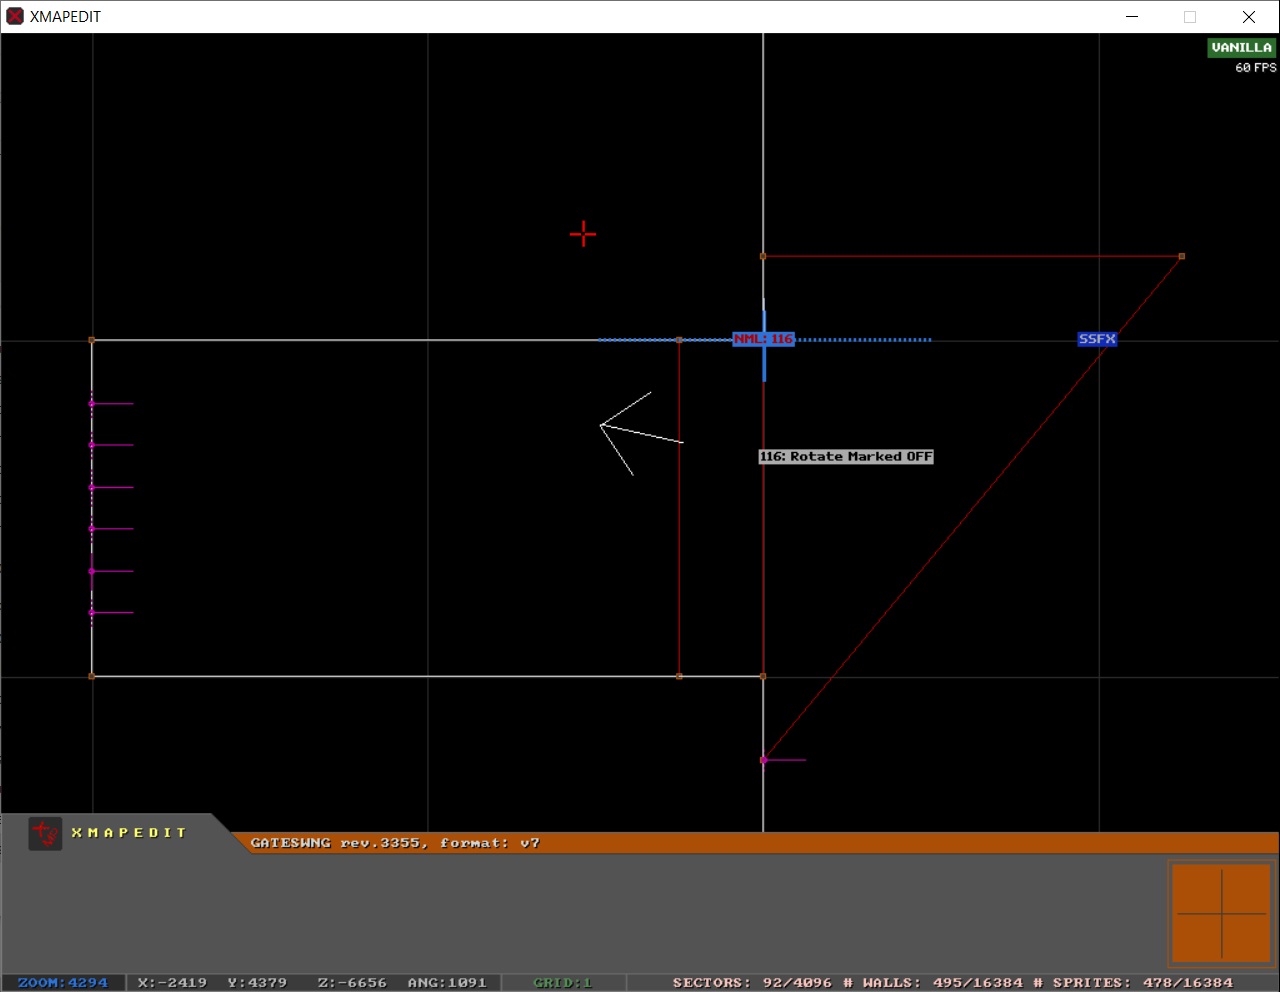 XMAPEDIT
VANILLA
60 FPS
NML: 116
SSFX
116: Rotate Marked OFF
XMAPEDIT
GATESWNG rev.3355, format: v7
ZOOM:4294 X:-2419 Y:4379 Z:-6656 ANG:1091 GRID:1 SECTORS: 92/4096 # WALLS: 495/16384 # SPRITES: 478/16384